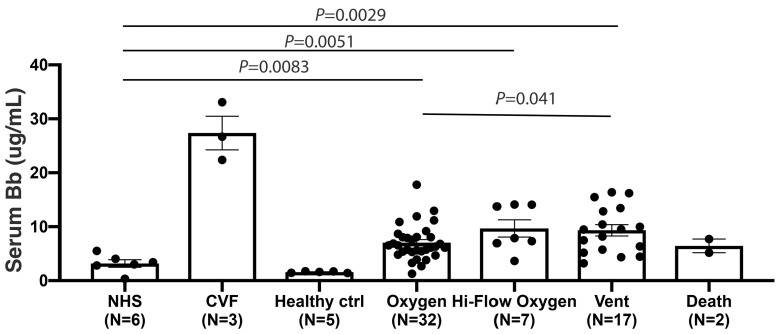 P=0.0029
P=0.0051
P=0.0083
P=0.041
Serum Bb (ug/mL)
40
30
20
10
0
NHS CVF Healthy ctrl Oxygen Hi-Flow Oxygen Vent Death
(N=6) (N=3) (N=5) (N=32) (N=7) (N=17) (N=2)